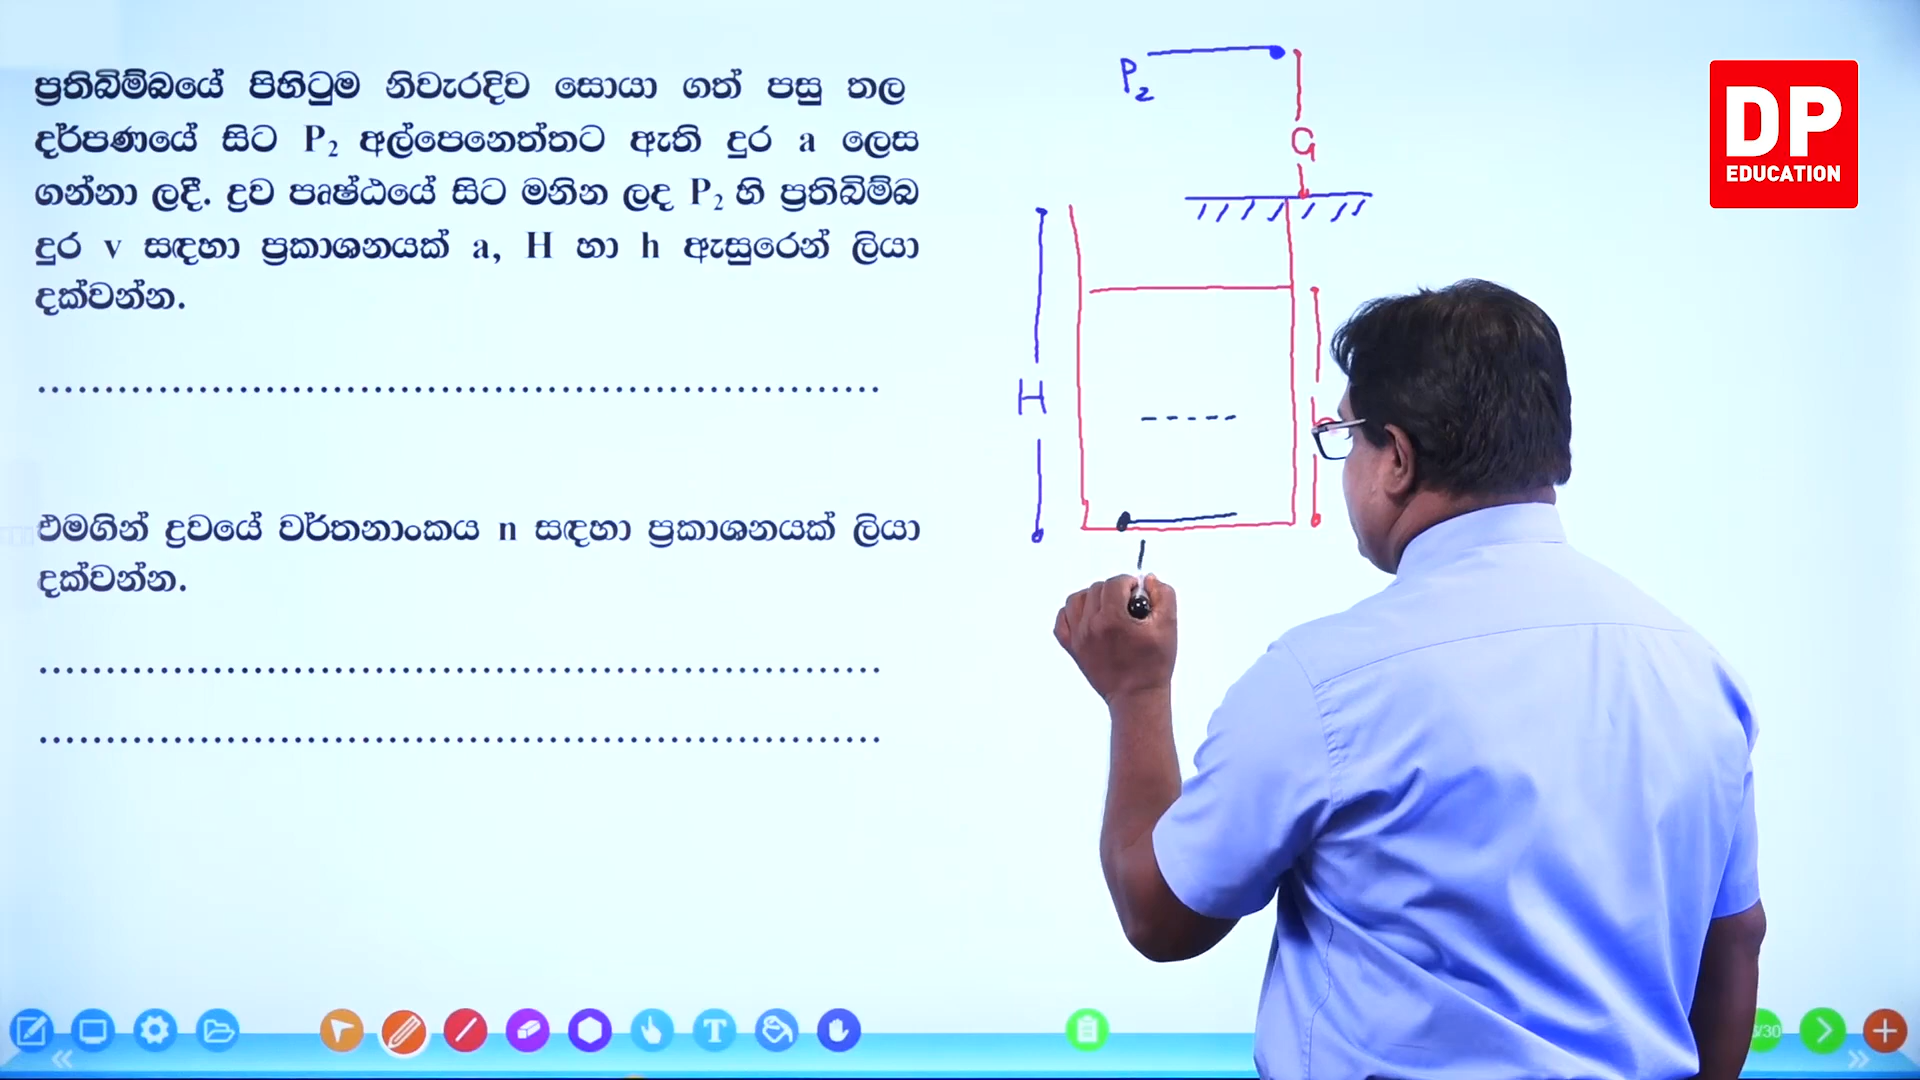 ප්‍රතිබිම්බයේ පිහිටුම නිවැරදිව සොයා ගත් පසු තල
දර්පණයේ සිට P₂ අල්පෙනෙත්තට ඇති දුර a ලෙස
ගන්නා ලදී. ද්‍රව පෘෂ්ඨයේ සිට මනින ලද P₂ හි ප්‍රතිබිම්බ
දුර v සඳහා ප්‍රකාශනයක් a, H හා h ඇසුරෙන් ලියා
දක්වන්න.
එමගින් ද්‍රවයේ වර්තනාංකය n සඳහා ප්‍රකාශනයක් ලියා
දක්වන්න.
P₂
a
H
DP
EDUCATION
T